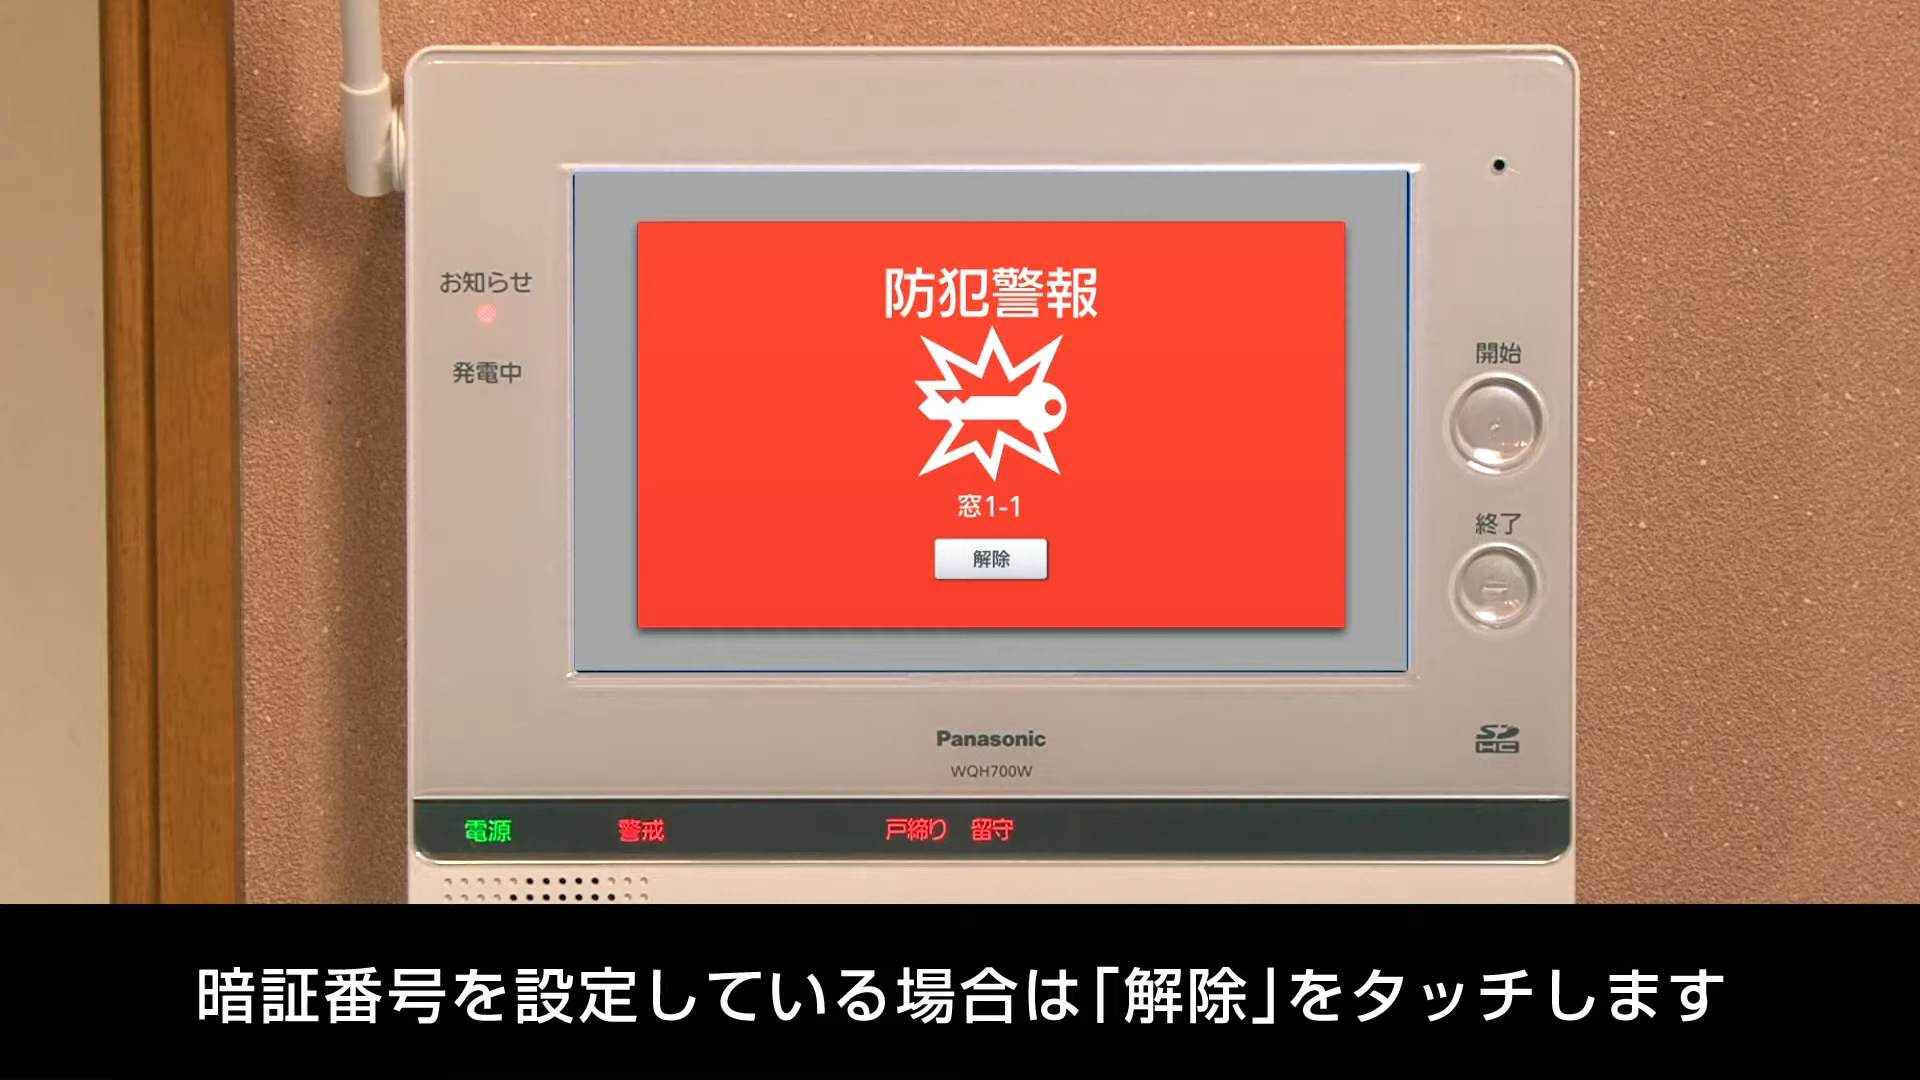 お知らせ
発電中
防犯警報
窓1-1
解除
開始
終了
Panasonic
WQH700W
SD
HC
電源 警戒 戸締り 留守
暗証番号を設定している場合は「解除」をタッチします